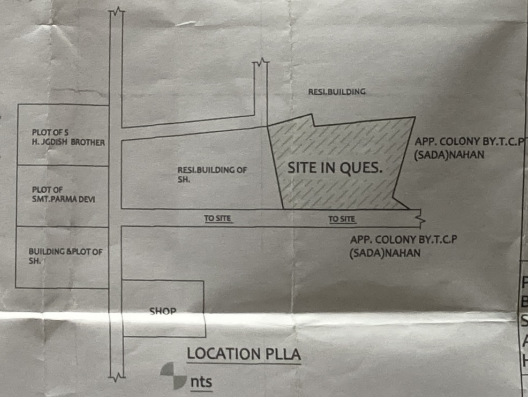 RESI.BUILDING
PLOT OF S
H. JGDISH BROTHER
APP. COLONY BY.T.C.P
(SADA)NAHAN
RESI.BUILDING OF
SH.
SITE IN QUES.
PLOT OF
SMT.PARMA DEVI
TO SITE
TO SITE
APP. COLONY BY.T.C.P
(SADA)NAHAN
BUILDING &PLOT OF
SH.
SHOP
LOCATION PLLA
nts